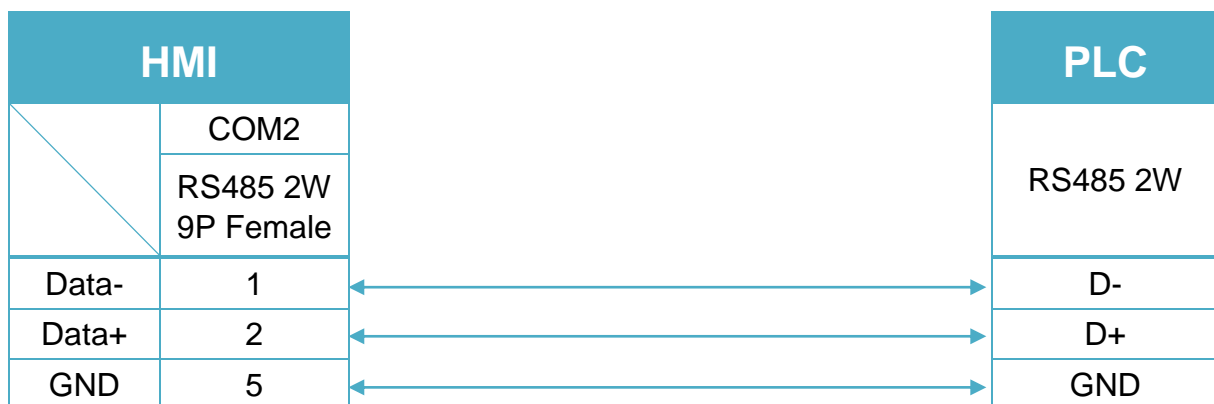 HMI PLC
COM2
RS485 2W
9P Female
RS485 2W
Data- 1 D-
Data+ 2 D+
GND 5 GND